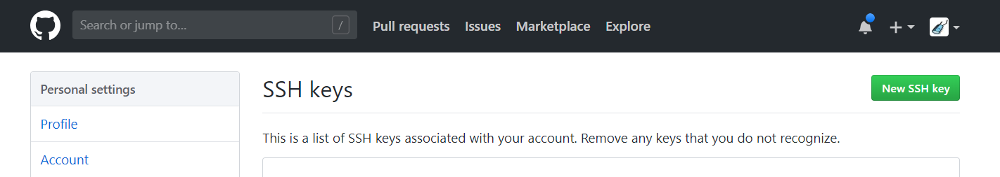 Search or jump to... /
Pull requests Issues Marketplace Explore
Personal settings
Profile
Account
SSH keys
New SSH key
This is a list of SSH keys associated with your account. Remove any keys that you do not recognize.